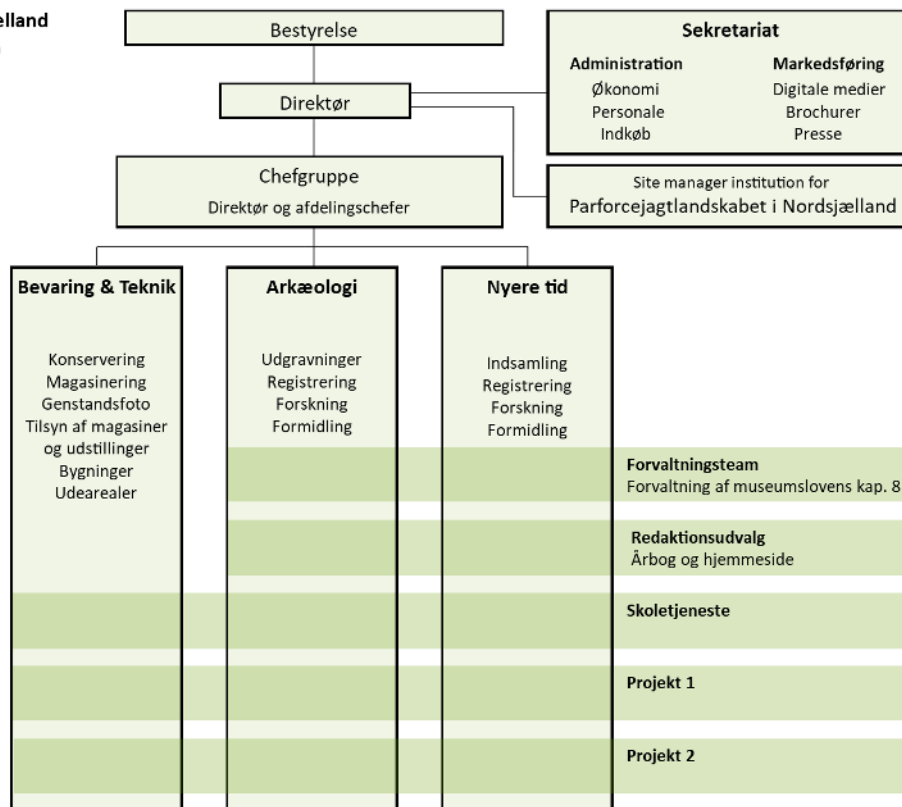 Bestyrelse
Direktør
Chefgruppe
Direktør og afdelingschefer
Sekretariat
Administration
Økonomi
Personale
Indkøb
Markedsføring
Digitale medier
Brochurer
Presse
Site manager institution for
Parforcejagtlandskabet i Nordsjælland
Bevaring & Teknik
Konservering
Magasinering
Genstandsfoto
Tilsyn af magasiner
og udstillinger
Bygninger
Udearealer
Arkæologi
Udgravninger
Registrering
Forskning
Formidling
Nyere tid
Indsamling
Registrering
Forskning
Formidling
Forvaltningsteam
Forvaltning af museumslovens kap. 8
Redaktionsudvalg
Årbog og hjemmeside
Skoletjeneste
Projekt 1
Projekt 2